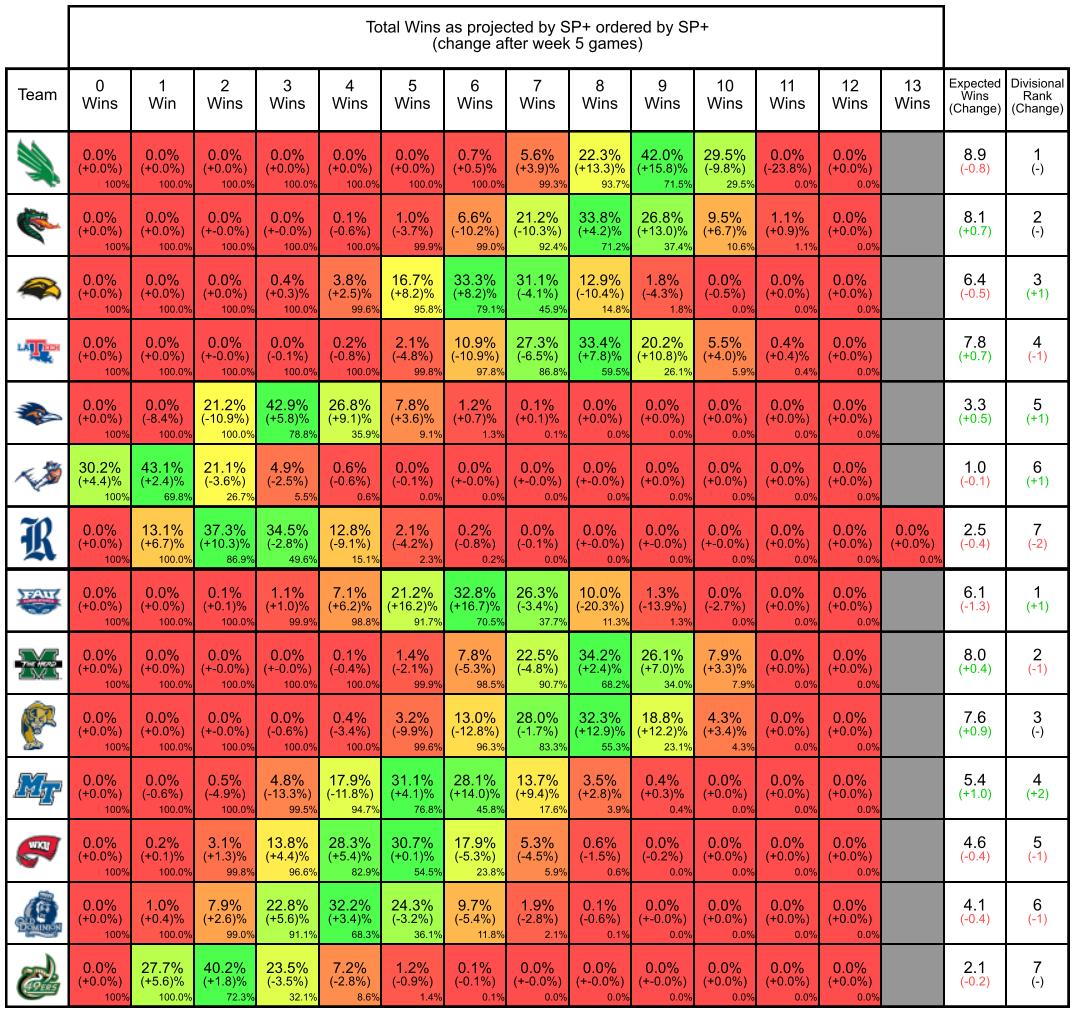 Total Wins as projected by SP+ ordered by SP+
(change after week 5 games)
Team
0 Wins
1 Win
2 Wins
3 Wins
4 Wins
5 Wins
6 Wins
7 Wins
8 Wins
9 Wins
10 Wins
11 Wins
12 Wins
13 Wins
Expected Wins (Change)
Divisional Rank (Change)
0.0% 0.0% 0.0% 0.0% 0.0% 0.0% 0.7% 5.6% 22.3% 42.0% 29.5% 0.0% 0.0% 8.9 1
(+0.0%) (+0.0%) (+0.0%) (+0.0%) (+0.0%) (+0.0%) (+0.5)% (+3.9)% (+13.3)% (+15.8)% (-9.8)% (-23.8)% (+0.0)% (-0.8) (-)
100% 100.0% 100.0% 100.0% 100.0% 100.0% 100.0% 99.3% 93.7% 71.5% 29.5% 0.0% 0.0%
0.0% 0.0% 0.0% 0.0% 0.1% 1.0% 6.6% 21.2% 33.8% 26.8% 9.5% 1.1% 0.0% 8.1 2
(+0.0%) (+0.0%) (+-0.0%) (+-0.0%) (-0.6%) (-3.7%) (-10.2%) (-10.3%) (+4.2)% (+13.0)% (+6.7)% (+0.9)% (+0.0%) (+0.7) (-)
100% 100.0% 100.0% 100.0% 100.0% 99.9% 99.0% 92.4% 71.2% 37.4% 10.6% 1.1% 0.0%
0.0% 0.0% 0.0% 0.4% 3.8% 16.7% 33.3% 31.1% 12.9% 1.8% 0.0% 0.0% 0.0% 6.4 3
(+0.0%) (+0.0%) (+0.0%) (+0.3)% (+2.5)% (+8.2)% (+8.2)% (-4.1%) (-10.4%) (-4.3%) (-0.5%) (+0.0%) (+0.0%) (-0.5) (+1)
100% 100.0% 100.0% 100.0% 99.6% 95.8% 79.1% 45.9% 14.8% 1.8% 0.0% 0.0% 0.0%
LA TECH
0.0% 0.0% 0.0% 0.0% 0.2% 2.1% 10.9% 27.3% 33.4% 20.2% 5.5% 0.4% 0.0% 7.8 4
(+0.0%) (+0.0%) (+-0.0%) (-0.1%) (-0.8%) (-4.8%) (-10.9%) (-6.5%) (+7.8)% (+10.8)% (+4.0)% (+0.4)% (+0.0%) (+0.7) (-1)
100% 100.0% 100.0% 100.0% 100.0% 99.8% 97.8% 86.8% 59.5% 26.1% 5.9% 0.4% 0.0%
0.0% 0.0% 21.2% 42.9% 26.8% 7.8% 1.2% 0.1% 0.0% 0.0% 0.0% 0.0% 0.0% 3.3 5
(+0.0%) (-8.4%) (-10.9%) (+5.8)% (+9.1)% (+3.6)% (+0.7)% (+0.1)% (+0.0%) (+0.0%) (+0.0%) (+0.0%) (+0.0%) (+0.5) (+1)
100% 100.0% 100.0% 78.8% 35.9% 9.1% 1.3% 0.1% 0.0% 0.0% 0.0% 0.0% 0.0%
30.2% 43.1% 21.1% 4.9% 0.6% 0.0% 0.0% 0.0% 0.0% 0.0% 0.0% 0.0% 0.0% 1.0 6
(+4.4)% (+2.4)% (-3.6%) (-2.5%) (-0.6%) (-0.1%) (+-0.0%) (+-0.0%) (+0.0%) (+0.0%) (+0.0%) (+0.0%) (+0.0%) (-0.1) (+1)
100% 69.8% 26.7% 5.5% 0.6% 0.0% 0.0% 0.0% 0.0% 0.0% 0.0% 0.0% 0.0%
R
0.0% 13.1% 37.3% 34.5% 12.8% 2.1% 0.2% 0.0% 0.0% 0.0% 0.0% 0.0% 0.0% 0.0% 2.5 7
(+0.0%) (+6.7)% (+10.3)% (-2.8%) (-9.1%) (-4.2%) (-0.8%) (-0.1%) (+-0.0%) (+-0.0%) (+-0.0%) (+0.0%) (+0.0%) (+0.0%) (-0.4) (-2)
100% 100.0% 86.9% 49.6% 15.1% 2.3% 0.2% 0.0% 0.0% 0.0% 0.0% 0.0% 0.0% 0.0%
FAU
0.0% 0.0% 0.1% 1.1% 7.1% 21.2% 32.8% 26.3% 10.0% 1.3% 0.0% 0.0% 0.0% 6.1 1
(+0.0%) (+0.0%) (+0.1)% (+1.0)% (+6.2)% (+16.2)% (+16.7)% (-3.4%) (-20.3%) (-13.9%) (-2.7%) (+0.0%) (+0.0%) (-1.3) (+1)
100% 100.0% 100.0% 99.9% 98.8% 91.7% 70.5% 37.7% 11.3% 1.3% 0.0% 0.0% 0.0%
M THE HERD
0.0% 0.0% 0.0% 0.0% 0.1% 1.4% 7.8% 22.5% 34.2% 26.1% 7.9% 0.0% 0.0% 8.0 2
(+0.0%) (+0.0%) (+-0.0%) (+-0.0%) (-0.4%) (-2.1%) (-5.3%) (-4.8%) (+2.4)% (+7.0)% (+3.3)% (+0.0%) (+0.0%) (+0.4) (-1)
100% 100.0% 100.0% 100.0% 100.0% 99.9% 98.5% 90.7% 68.2% 34.0% 7.9% 0.0% 0.0%
0.0% 0.0% 0.0% 0.0% 0.4% 3.2% 13.0% 28.0% 32.3% 18.8% 4.3% 0.0% 0.0% 7.6 3
(+0.0%) (+0.0%) (+-0.0%) (-0.6%) (-3.4%) (-9.9%) (-12.8%) (-1.7%) (+12.9)% (+12.2)% (+3.4)% (+0.0%) (+0.0%) (+0.9) (-)
100% 100.0% 100.0% 100.0% 100.0% 99.6% 96.3% 83.3% 55.3% 23.1% 4.3% 0.0% 0.0%
MT
0.0% 0.0% 0.5% 4.8% 17.9% 31.1% 28.1% 13.7% 3.5% 0.4% 0.0% 0.0% 0.0% 5.4 4
(+0.0%) (-0.6%) (-4.9%) (-13.3%) (-11.8%) (+4.1)% (+14.0)% (+9.4)% (+2.8)% (+0.3)% (+0.0%) (+0.0%) (+0.0%) (+1.0) (+2)
100% 100.0% 100.0% 99.5% 94.7% 76.8% 45.8% 17.6% 3.9% 0.4% 0.0% 0.0% 0.0%
WKU
0.0% 0.2% 3.1% 13.8% 28.3% 30.7% 17.9% 5.3% 0.6% 0.0% 0.0% 0.0% 0.0% 4.6 5
(+0.0%) (+0.1)% (+1.3)% (+4.4)% (+5.4)% (+0.1)% (-5.3%) (-4.5%) (-1.5%) (-0.2%) (+0.0%) (+0.0%) (+0.0%) (-0.4) (-1)
100% 100.0% 99.8% 96.6% 82.9% 54.5% 23.8% 5.9% 0.6% 0.0% 0.0% 0.0% 0.0%
DOMINION
0.0% 1.0% 7.9% 22.8% 32.2% 24.3% 9.7% 1.9% 0.1% 0.0% 0.0% 0.0% 0.0% 4.1 6
(+0.0%) (+0.4)% (+2.6)% (+5.6)% (+3.4)% (-3.2%) (-5.4%) (-2.8%) (-0.6%) (+-0.0%) (+0.0%) (+0.0%) (+0.0%) (-0.4) (-1)
100% 100.0% 99.0% 91.1% 68.3% 36.1% 11.8% 2.1% 0.1% 0.0% 0.0% 0.0% 0.0%
49ERS
0.0% 27.7% 40.2% 23.5% 7.2% 1.2% 0.1% 0.0% 0.0% 0.0% 0.0% 0.0% 0.0% 2.1 7
(+0.0%) (+5.6)% (+1.8)% (-3.5%) (-2.8%) (-0.9%) (-0.1%) (+-0.0%) (+-0.0%) (+0.0%) (+0.0%) (+0.0%) (+0.0%) (-0.2) (-)
100% 100.0% 72.3% 32.1% 8.6% 1.4% 0.1% 0.0% 0.0% 0.0% 0.0% 0.0% 0.0%